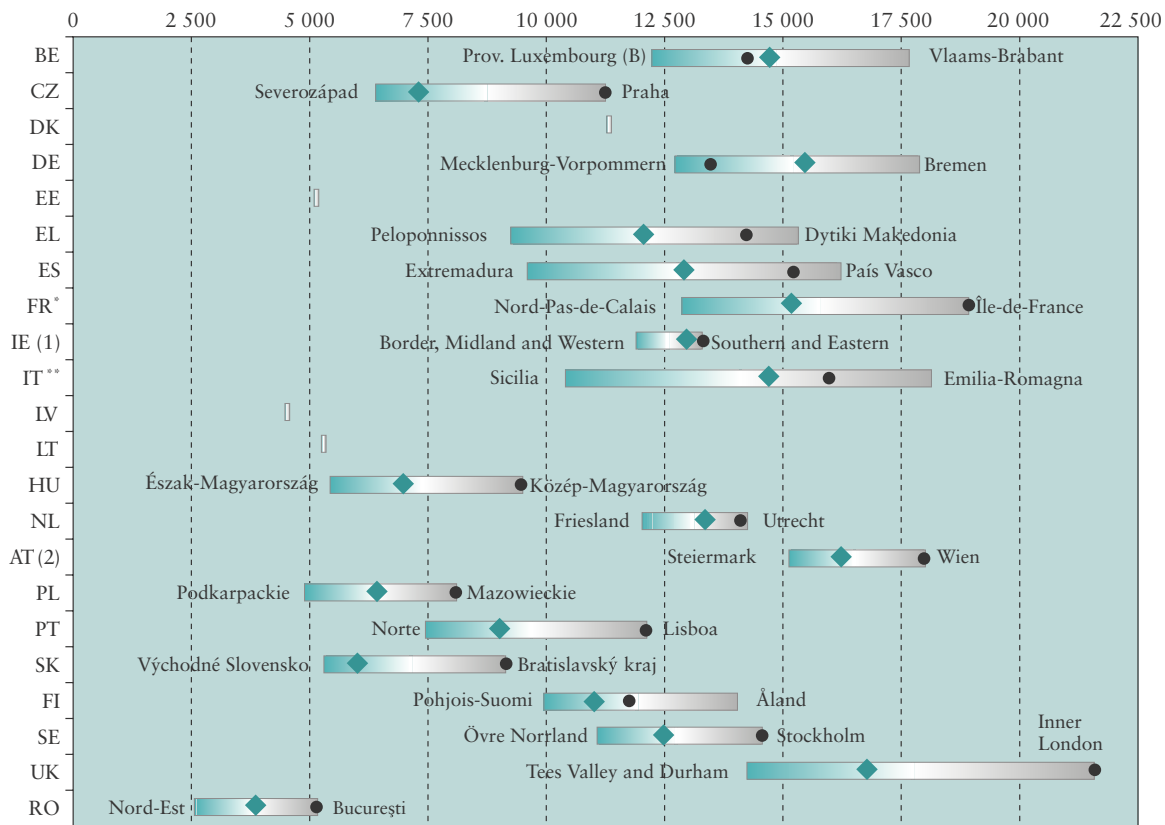 0 2 500 5 000 7 500 10 000 12 500 15 000 17 500 20 000 22 500
BE Prov. Luxembourg (B) Vlaams-Brabant
CZ Severozápad Praha
DK
DE Mecklenburg-Vorpommern Bremen
EE
EL Peloponnissos Dytiki Makedonia
ES Extremadura País Vasco
FR* Nord-Pas-de-Calais Île-de-France
IE (1) Border, Midland and Western Southern and Eastern
IT** Sicilia Emilia-Romagna
LV
LT
HU Észak-Magyarország Közép-Magyarország
NL Friesland Utrecht
AT (2) Steiermark Wien
PL Podkarpackie Mazowieckie
PT Norte Lisboa
SK Východné Slovensko Bratislavský kraj
FI Pohjois-Suomi Åland
SE Övre Norrland Stockholm
Inner
London
UK Tees Valley and Durham
RO Nord-Est Bucureşti